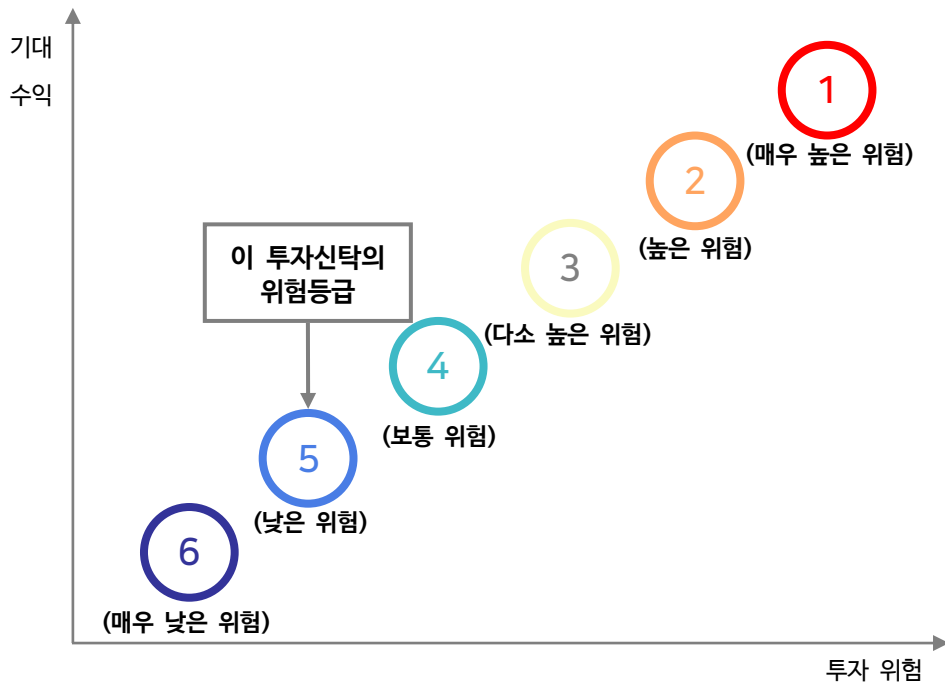 기대
수익
1
(매우 높은 위험)
2
(높은 위험)
이 투자신탁의
위험등급
3
(다소 높은 위험)
4
(보통 위험)
5
(낮은 위험)
6
(매우 낮은 위험)
투자 위험